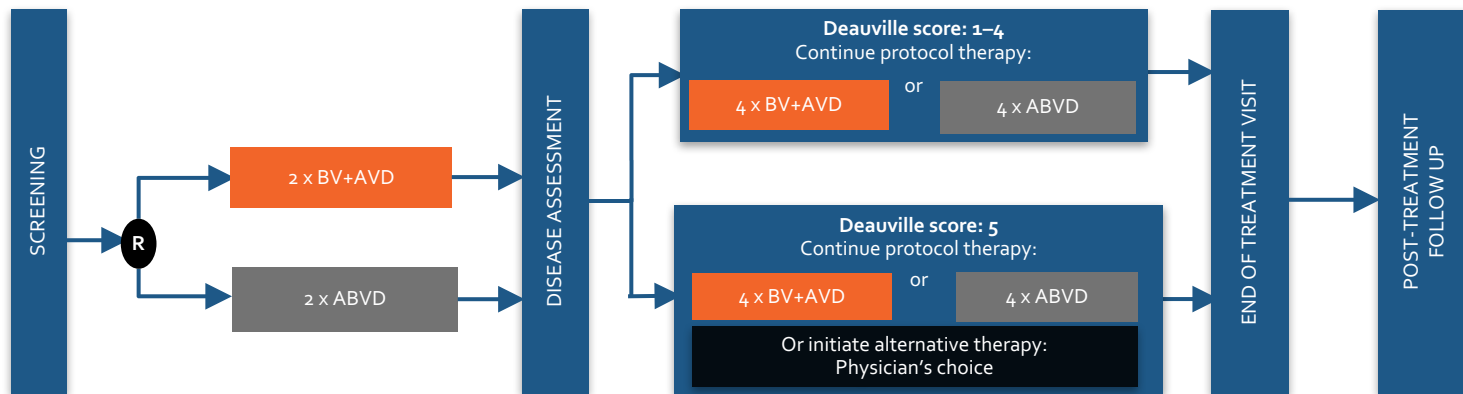 SCREENING
R
2 x BV+AVD
2 x ABVD
DISEASE ASSESSMENT
Deauville score: 1–4
Continue protocol therapy:
4 x BV+AVD
or
4 x ABVD
Deauville score: 5
Continue protocol therapy:
4 x BV+AVD
or
4 x ABVD
Or initiate alternative therapy:
Physician’s choice
END OF TREATMENT VISIT
POST-TREATMENT
FOLLOW UP